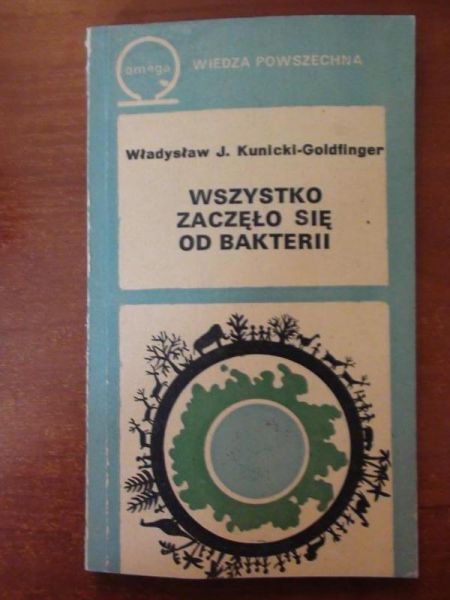 omega
WIEDZA POWSZECHNA
Władysław J. Kunicki-Goldfinger
WSZYSTKO
ZACZĘŁO SIĘ
OD BAKTERII